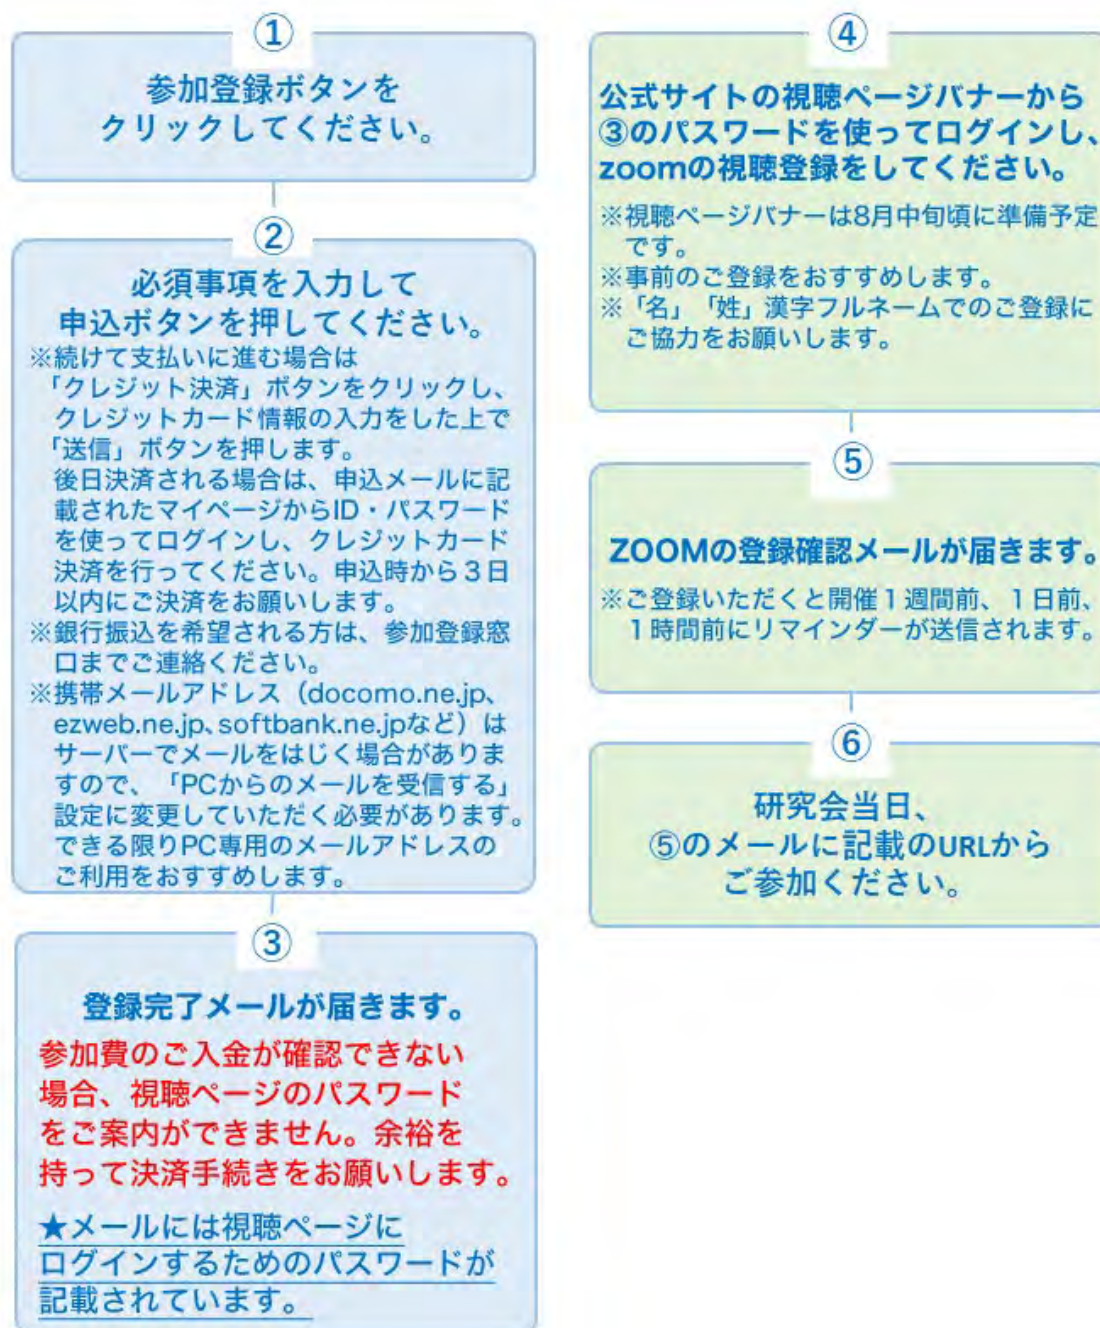 ①
参加登録ボタンを
クリックしてください。
②
必須事項を入力して
申込ボタンを押してください。
※続けて支払いに進む場合は
「クレジット決済」ボタンをクリックし、
クレジットカード情報の入力をした上で
「送信」ボタンを押します。
後日決済される場合は、申込メールに記
載されたマイページからID・パスワード
を使ってログインし、クレジットカード
決済を行ってください。申込時から３日
以内にご決済をお願いします。
※銀行振込を希望される方は、参加登録窓
口までご連絡ください。
※携帯メールアドレス（docomo.ne.jp、
ezweb.ne.jp、softbank.ne.jpなど）は
サーバーでメールをはじく場合がありま
すので、「PCからのメールを受信する」
設定に変更していただく必要があります。
できる限りPC専用のメールアドレスの
ご利用をおすすめします。
③
登録完了メールが届きます。
参加費のご入金が確認できない
場合、視聴ページのパスワード
をご案内ができません。余裕を
持って決済手続きをお願いします。
★メールには視聴ページに
ログインするためのパスワードが
記載されています。
④
公式サイトの視聴ページバナーから
③のパスワードを使ってログインし、
zoomの視聴登録をしてください。
※視聴ページバナーは8月中旬頃に準備予定
です。
※事前のご登録をおすすめします。
※「名」「姓」漢字フルネームでのご登録に
ご協力をお願いします。
⑤
ZOOMの登録確認メールが届きます。
※ご登録いただくと開催１週間前、１日前、
１時間前にリマインダーが送信されます。
⑥
研究会当日、
⑤のメールに記載のURLから
ご参加ください。